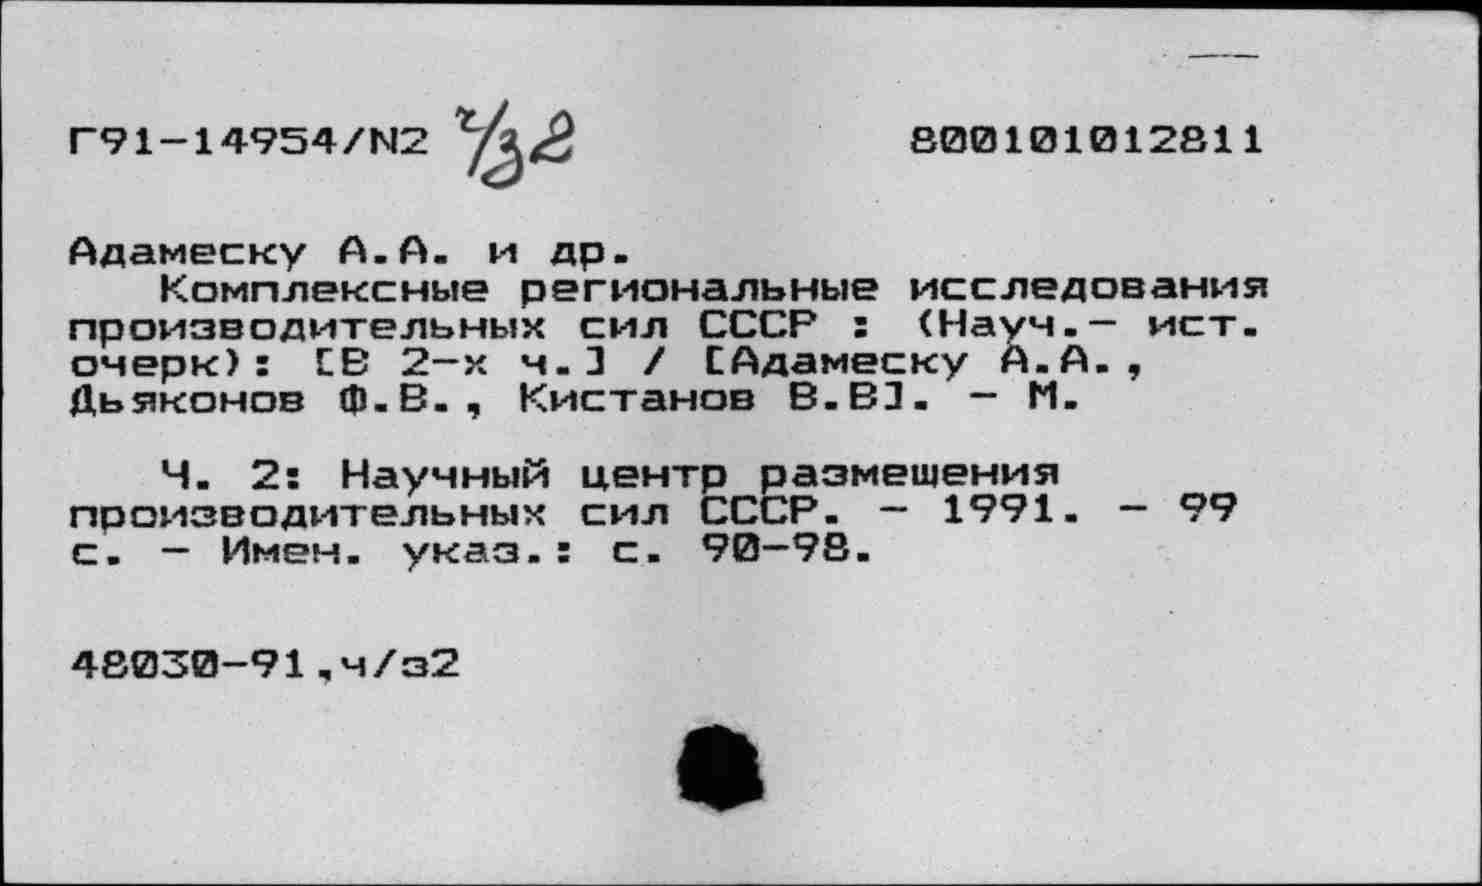 Г91-14954/N2 ч/з2 800101012811
Адамеску А.А. и др.
Комплексные региональные исследования
производительных сил СССР : (Науч.- ист.
очерк): [В 2-х ч.] / [Адамеску А.А.,
Дьяконов Ф.В., Кистанов В.В]. - М.
Ч. 2: Научный центр размещения
производительных сил СССР. - 1991. - 99
с. - Имен. указ.: с. 90-98.
48030-91,ч/з2